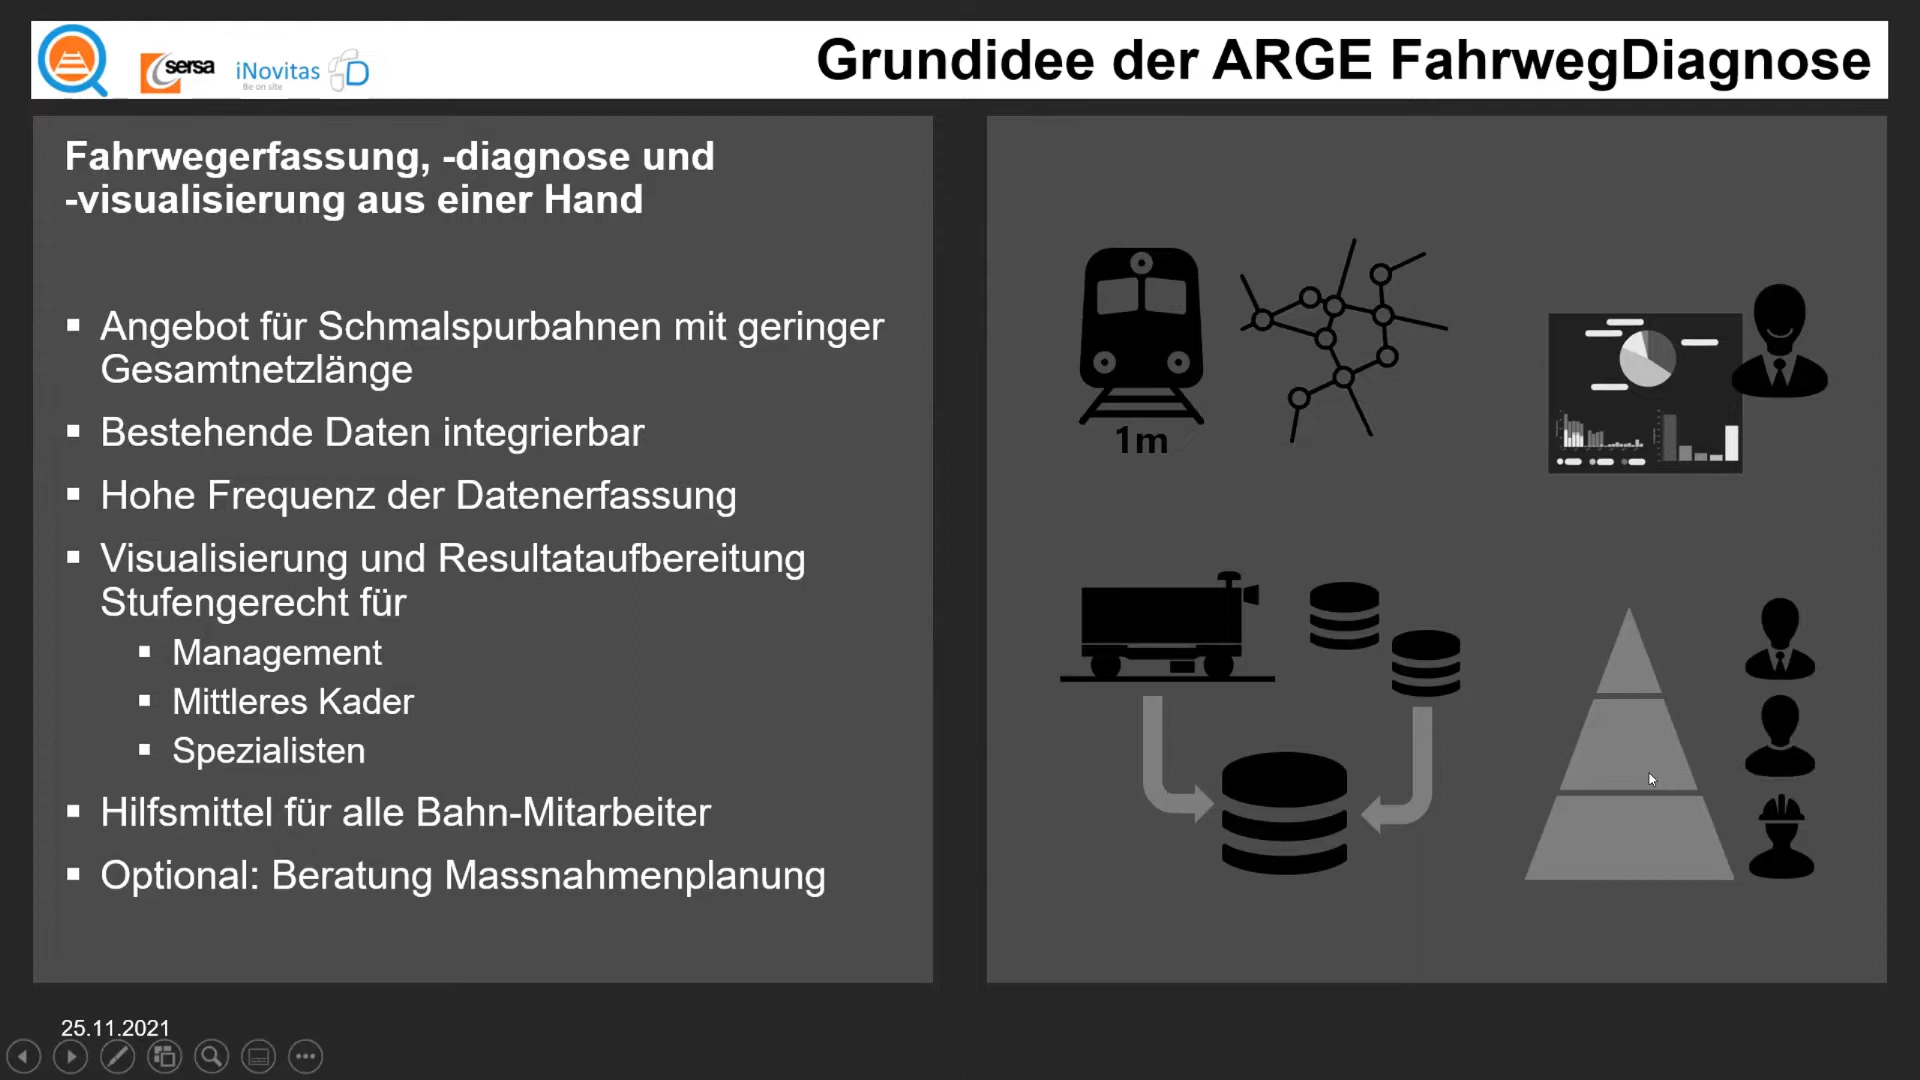 sersa
iNovitas
Be on site
D
Grundidee der ARGE FahrwegDiagnose
Fahrwegerfassung, -diagnose und
-visualisierung aus einer Hand
Angebot für Schmalspurbahnen mit geringer
Gesamtnetzlänge
Bestehende Daten integrierbar
Hohe Frequenz der Datenerfassung
Visualisierung und Resultataufbereitung
Stufengerecht für
Management
Mittleres Kader
Spezialisten
Hilfsmittel für alle Bahn-Mitarbeiter
Optional: Beratung Massnahmenplanung
1m
25.11.2021